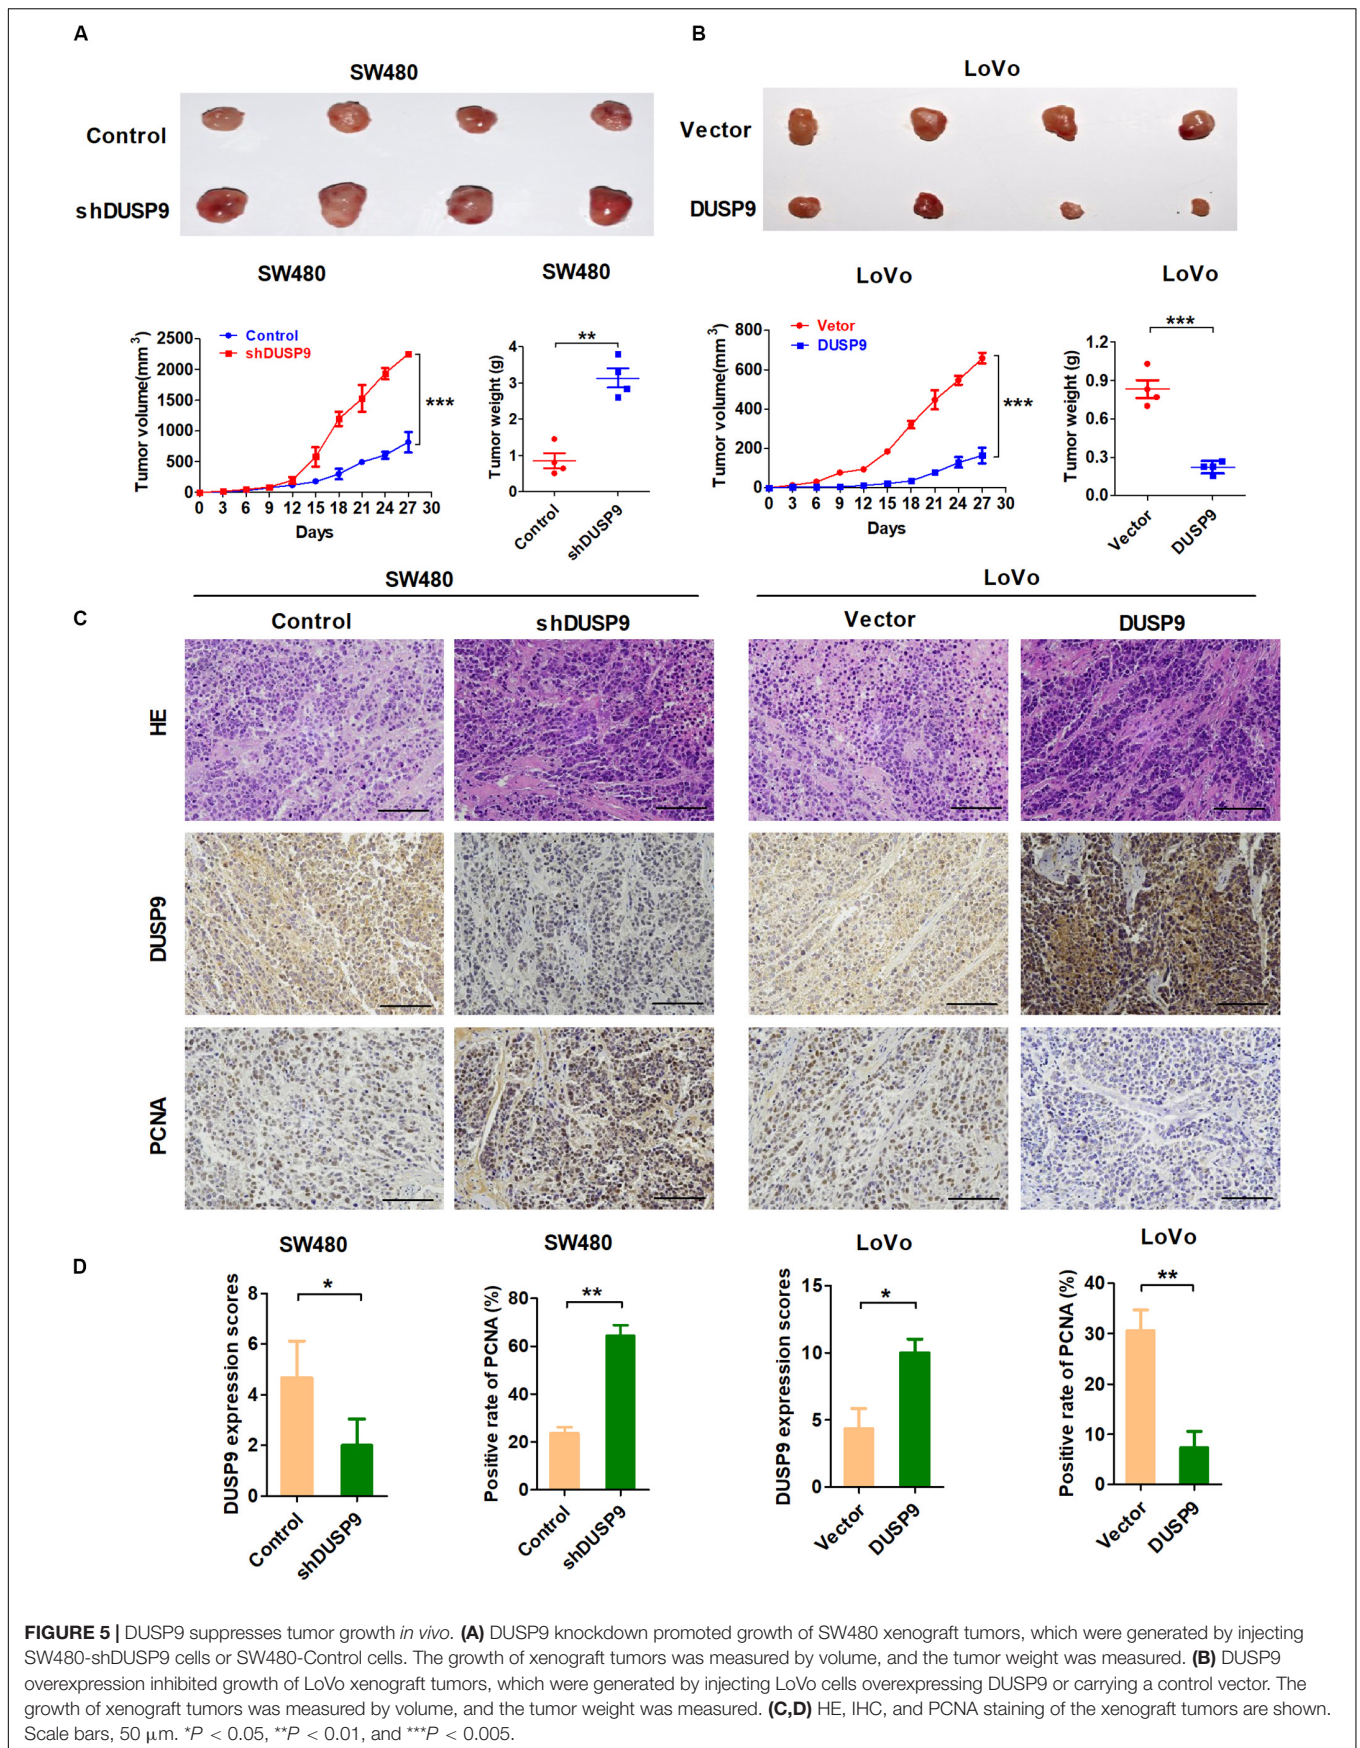 A
B
SW480
LoVo
Control
Vector
shDUSP9
DUSP9
SW480
SW480
LoVo
LoVo
Tumor volume(mm³)
2500
2000
1500
1000
500
0
Control
shDUSP9
***
0 3 6 9 12 15 18 21 24 27 30
Days
Tumor weight (g)
4
3
2
1
0
**
Control
shDUSP9
Tumor volume(mm³)
800
600
400
200
0
Vetor
DUSP9
***
0 3 6 9 12 15 18 21 24 27 30
Days
Tumor weight (g)
1.2
0.9
0.6
0.3
0.0
***
Vector
DUSP9
SW480
LoVo
C
Control
shDUSP9
Vector
DUSP9
HE
DUSP9
PCNA
D
SW480
SW480
LoVo
LoVo
DUSP9 expression scores
8
6
4
2
0
*
Control
shDUSP9
Positive rate of PCNA (%)
80
60
40
20
0
**
Control
shDUSP9
DUSP9 expression scores
15
10
5
0
*
Vector
DUSP9
Positive rate of PCNA (%)
40
30
20
10
0
**
Vector
DUSP9
FIGURE 5 | DUSP9 suppresses tumor growth in vivo. (A) DUSP9 knockdown promoted growth of SW480 xenograft tumors, which were generated by injecting
SW480-shDUSP9 cells or SW480-Control cells. The growth of xenograft tumors was measured by volume, and the tumor weight was measured. (B) DUSP9
overexpression inhibited growth of LoVo xenograft tumors, which were generated by injecting LoVo cells overexpressing DUSP9 or carrying a control vector. The
growth of xenograft tumors was measured by volume, and the tumor weight was measured. (C,D) HE, IHC, and PCNA staining of the xenograft tumors are shown.
Scale bars, 50 μm. *P < 0.05, **P < 0.01, and ***P < 0.005.